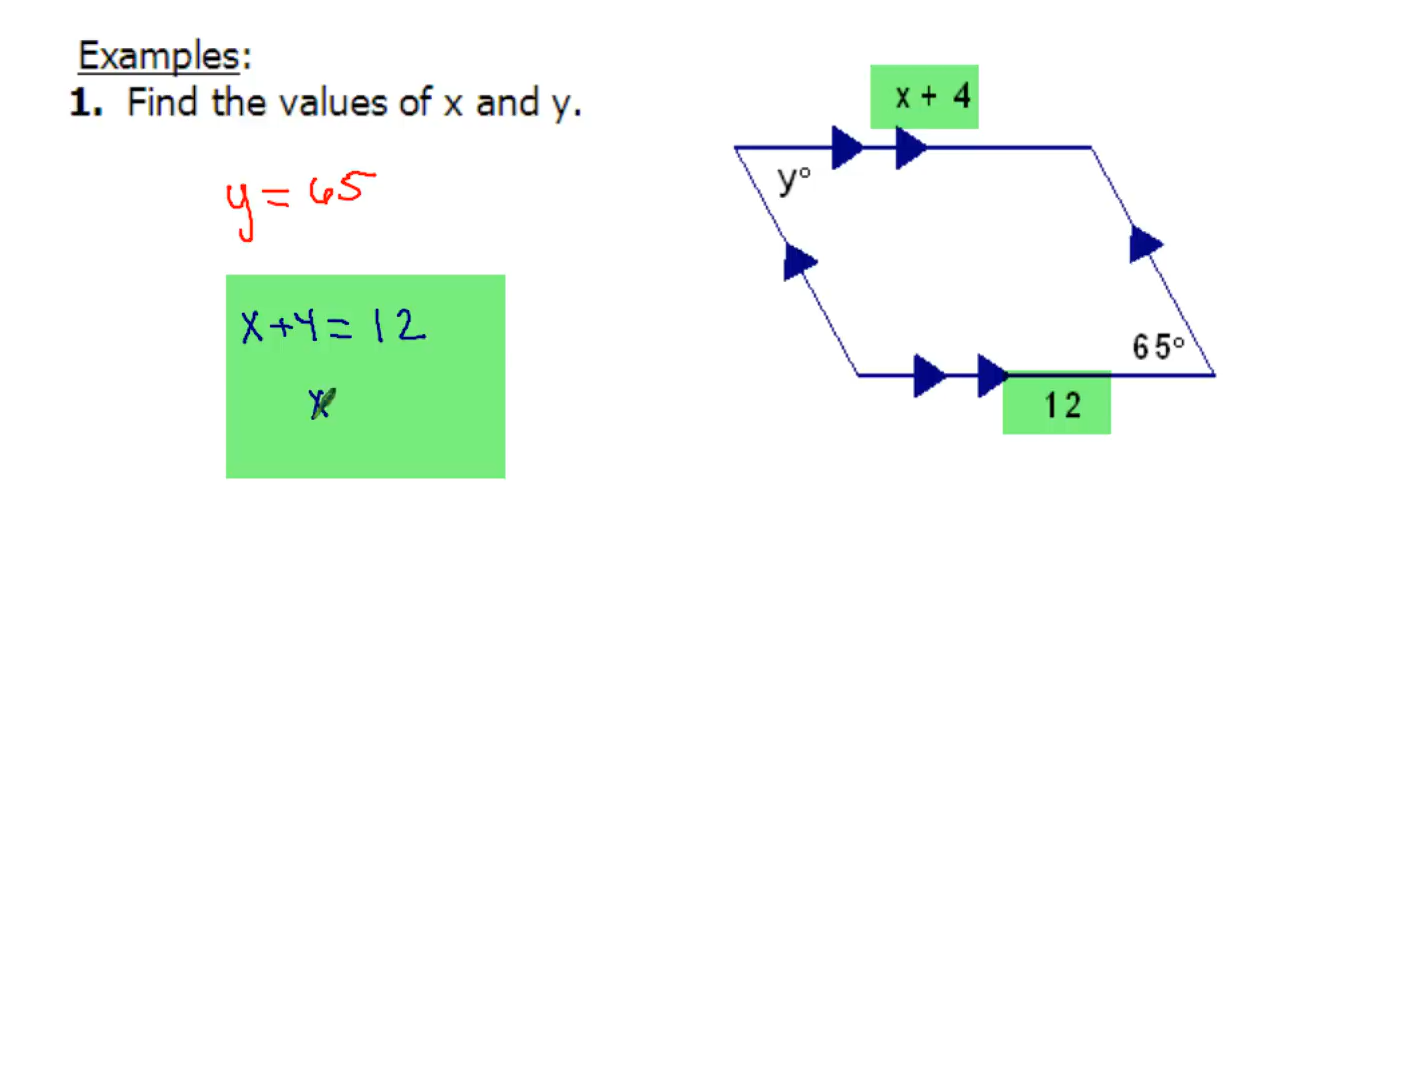 Examples:
1. Find the values of x and y.
x + 4
y°
y = 65
x + 4 = 12
65°
x
12